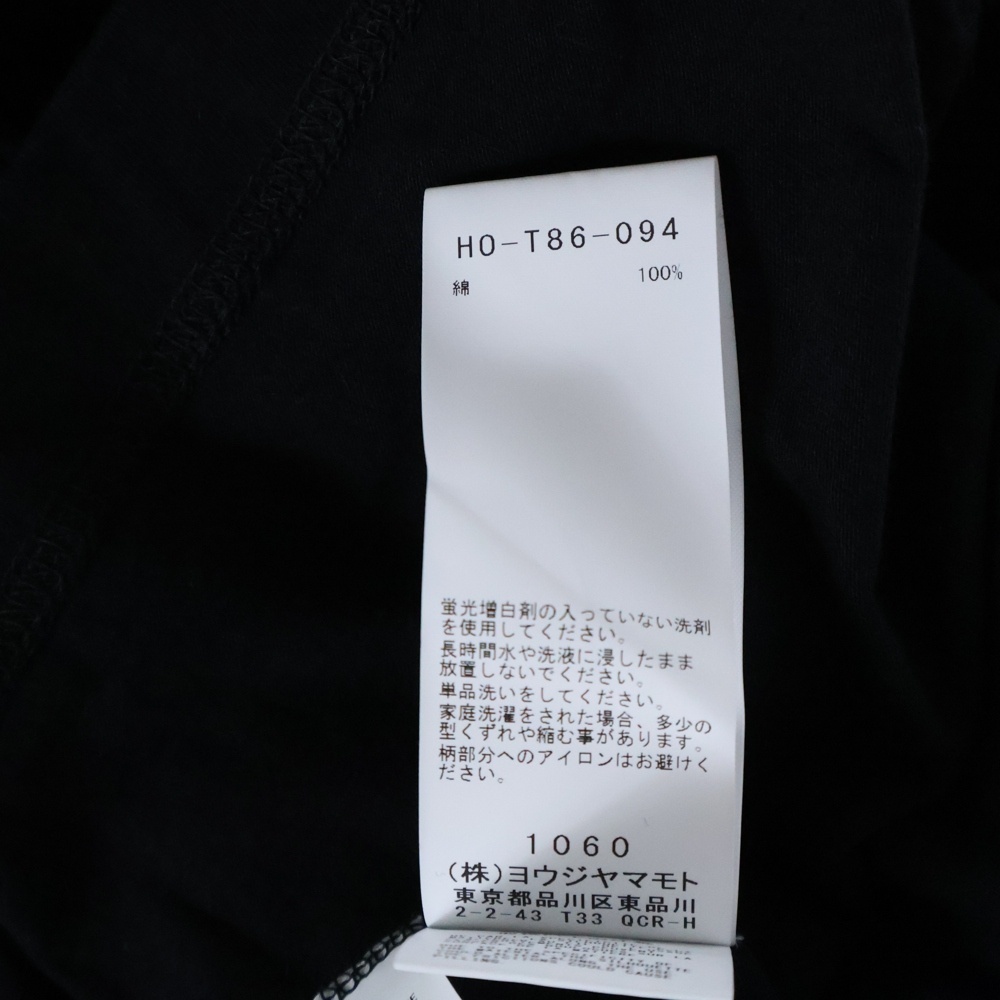 HO-T86-094
綿 100%
蛍光増白剤の入っていない洗剤
を使用してください。
長時間水や洗液に浸したまま
放置しないでください。
単品洗いをしてください。
家庭洗濯をされた場合、多少の
型くずれや縮む事があります。
柄部分へのアイロンはお避けく
ださい。
1060
(株)ヨウジヤマモト
東京都品川区東品川
2-2-43 T33 QCR-H